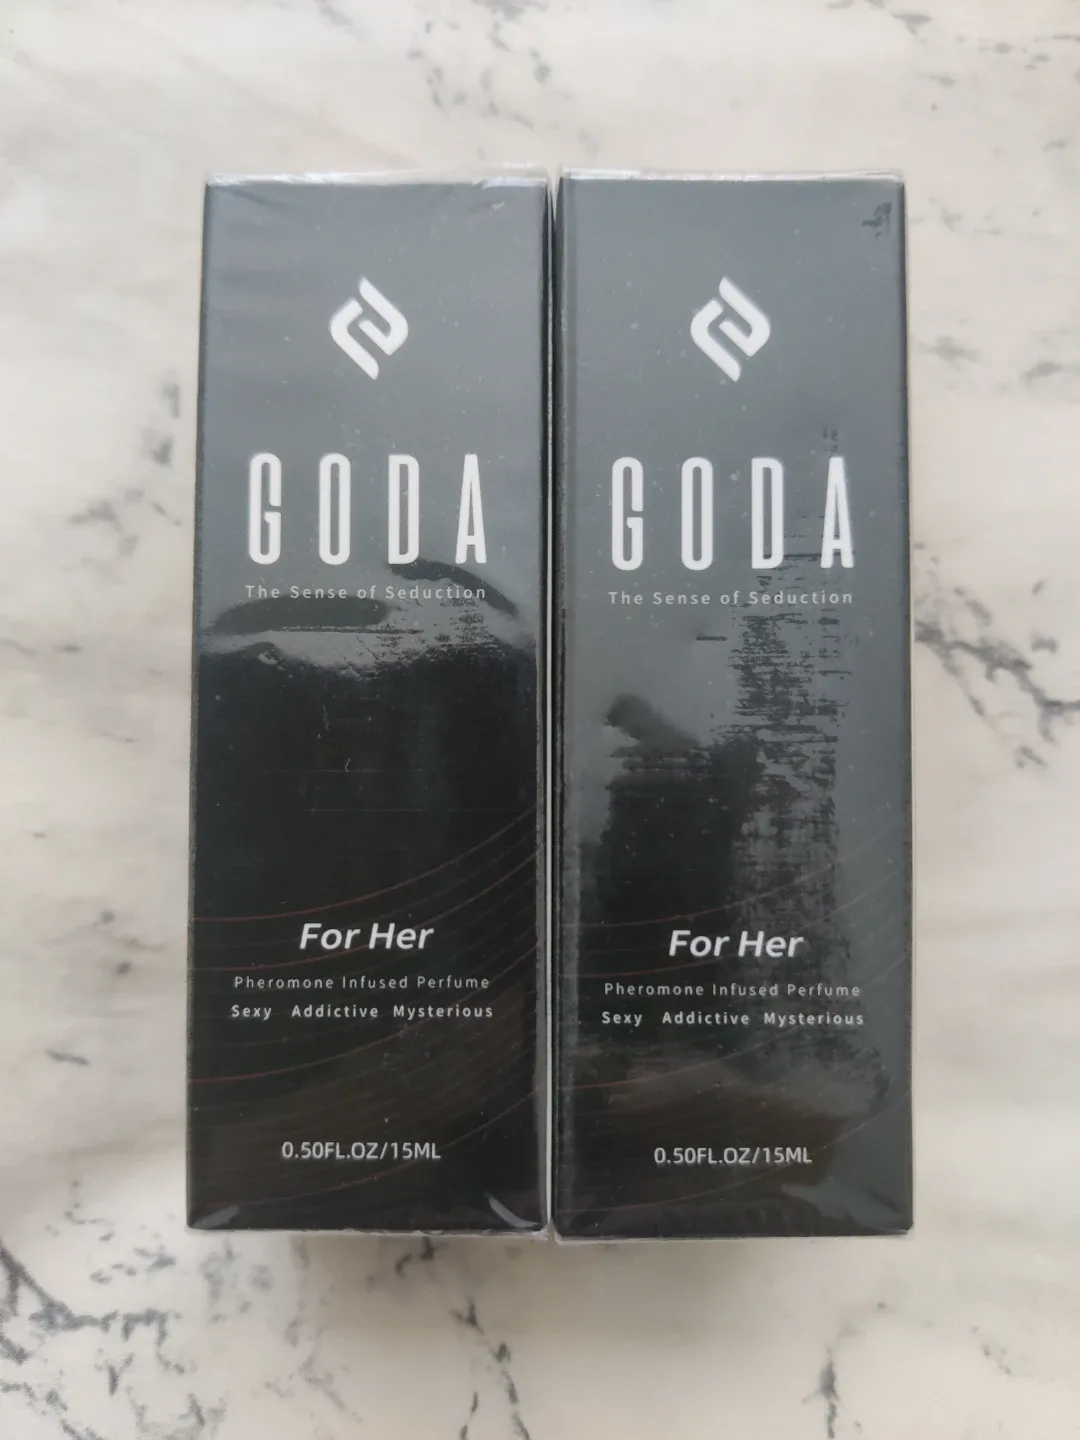 GODA
The Sense of Seduction
For Her
Pheromone Infused Perfume
Sexy Addictive Mysterious
0.50FL.OZ/15ML
GODA
The Sense of Seduction
For Her
Pheromone Infused Perfume
Sexy Addictive Mysterious
0.50FL.OZ/15ML